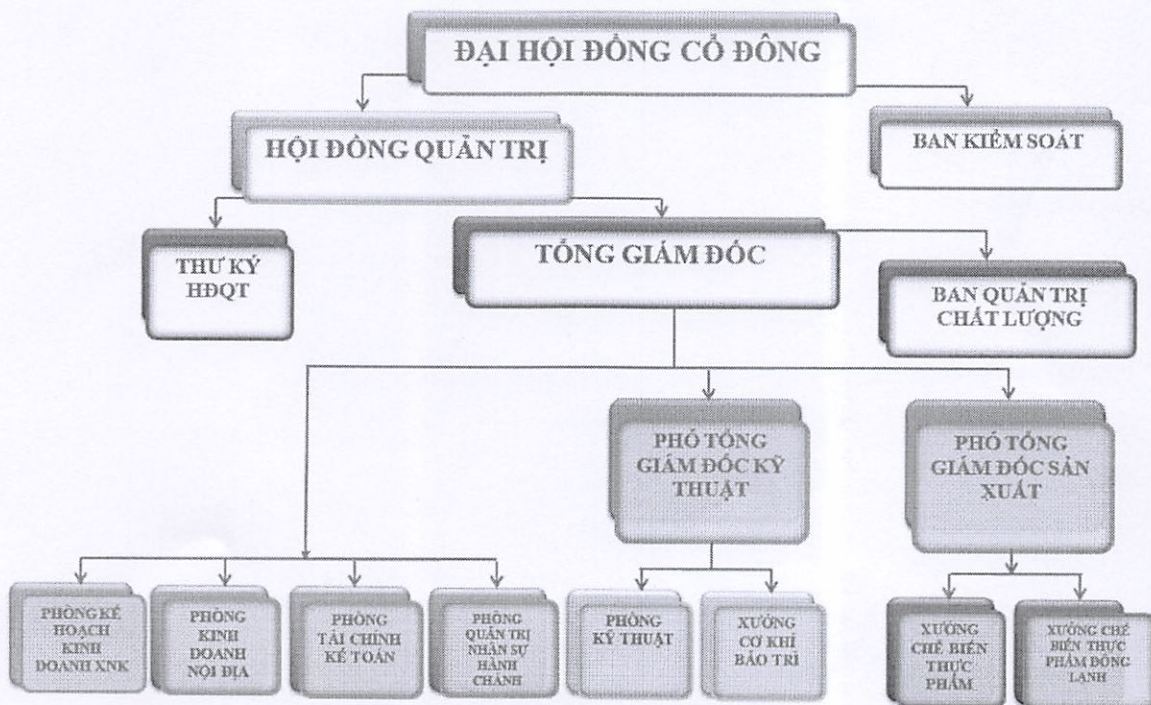 ĐẠI HỘI ĐỒNG CỔ ĐÔNG
HỘI ĐỒNG QUẢN TRỊ
BAN KIỂM SOÁT
THƯ KÝ
HĐQT
TỔNG GIÁM ĐỐC
BAN QUẢN TRỊ
CHẤT LƯỢNG
PHÓ TỔNG
GIÁM ĐỐC KỸ
THUẬT
PHÓ TỔNG
GIÁM ĐỐC SẢN
XUẤT
PHÒNG KẾ
HOẠCH
KINH
DOANH XNK
PHÒNG
KINH
DOANH
NỘI ĐỊA
PHÒNG
TÀI CHÍNH
KẾ TOÁN
PHÒNG
QUẢN TRỊ
NHÂN SỰ
HÀNH
CHÁNH
PHÒNG
KỸ THUẬT
XƯỞNG
CƠ KHÍ
BẢO TRÌ
XƯỞNG
CHẾ BIẾN
THỰC
PHẨM
XƯỞNG CHẾ
BIẾN THỰC
PHẨM ĐÔNG
LẠNH